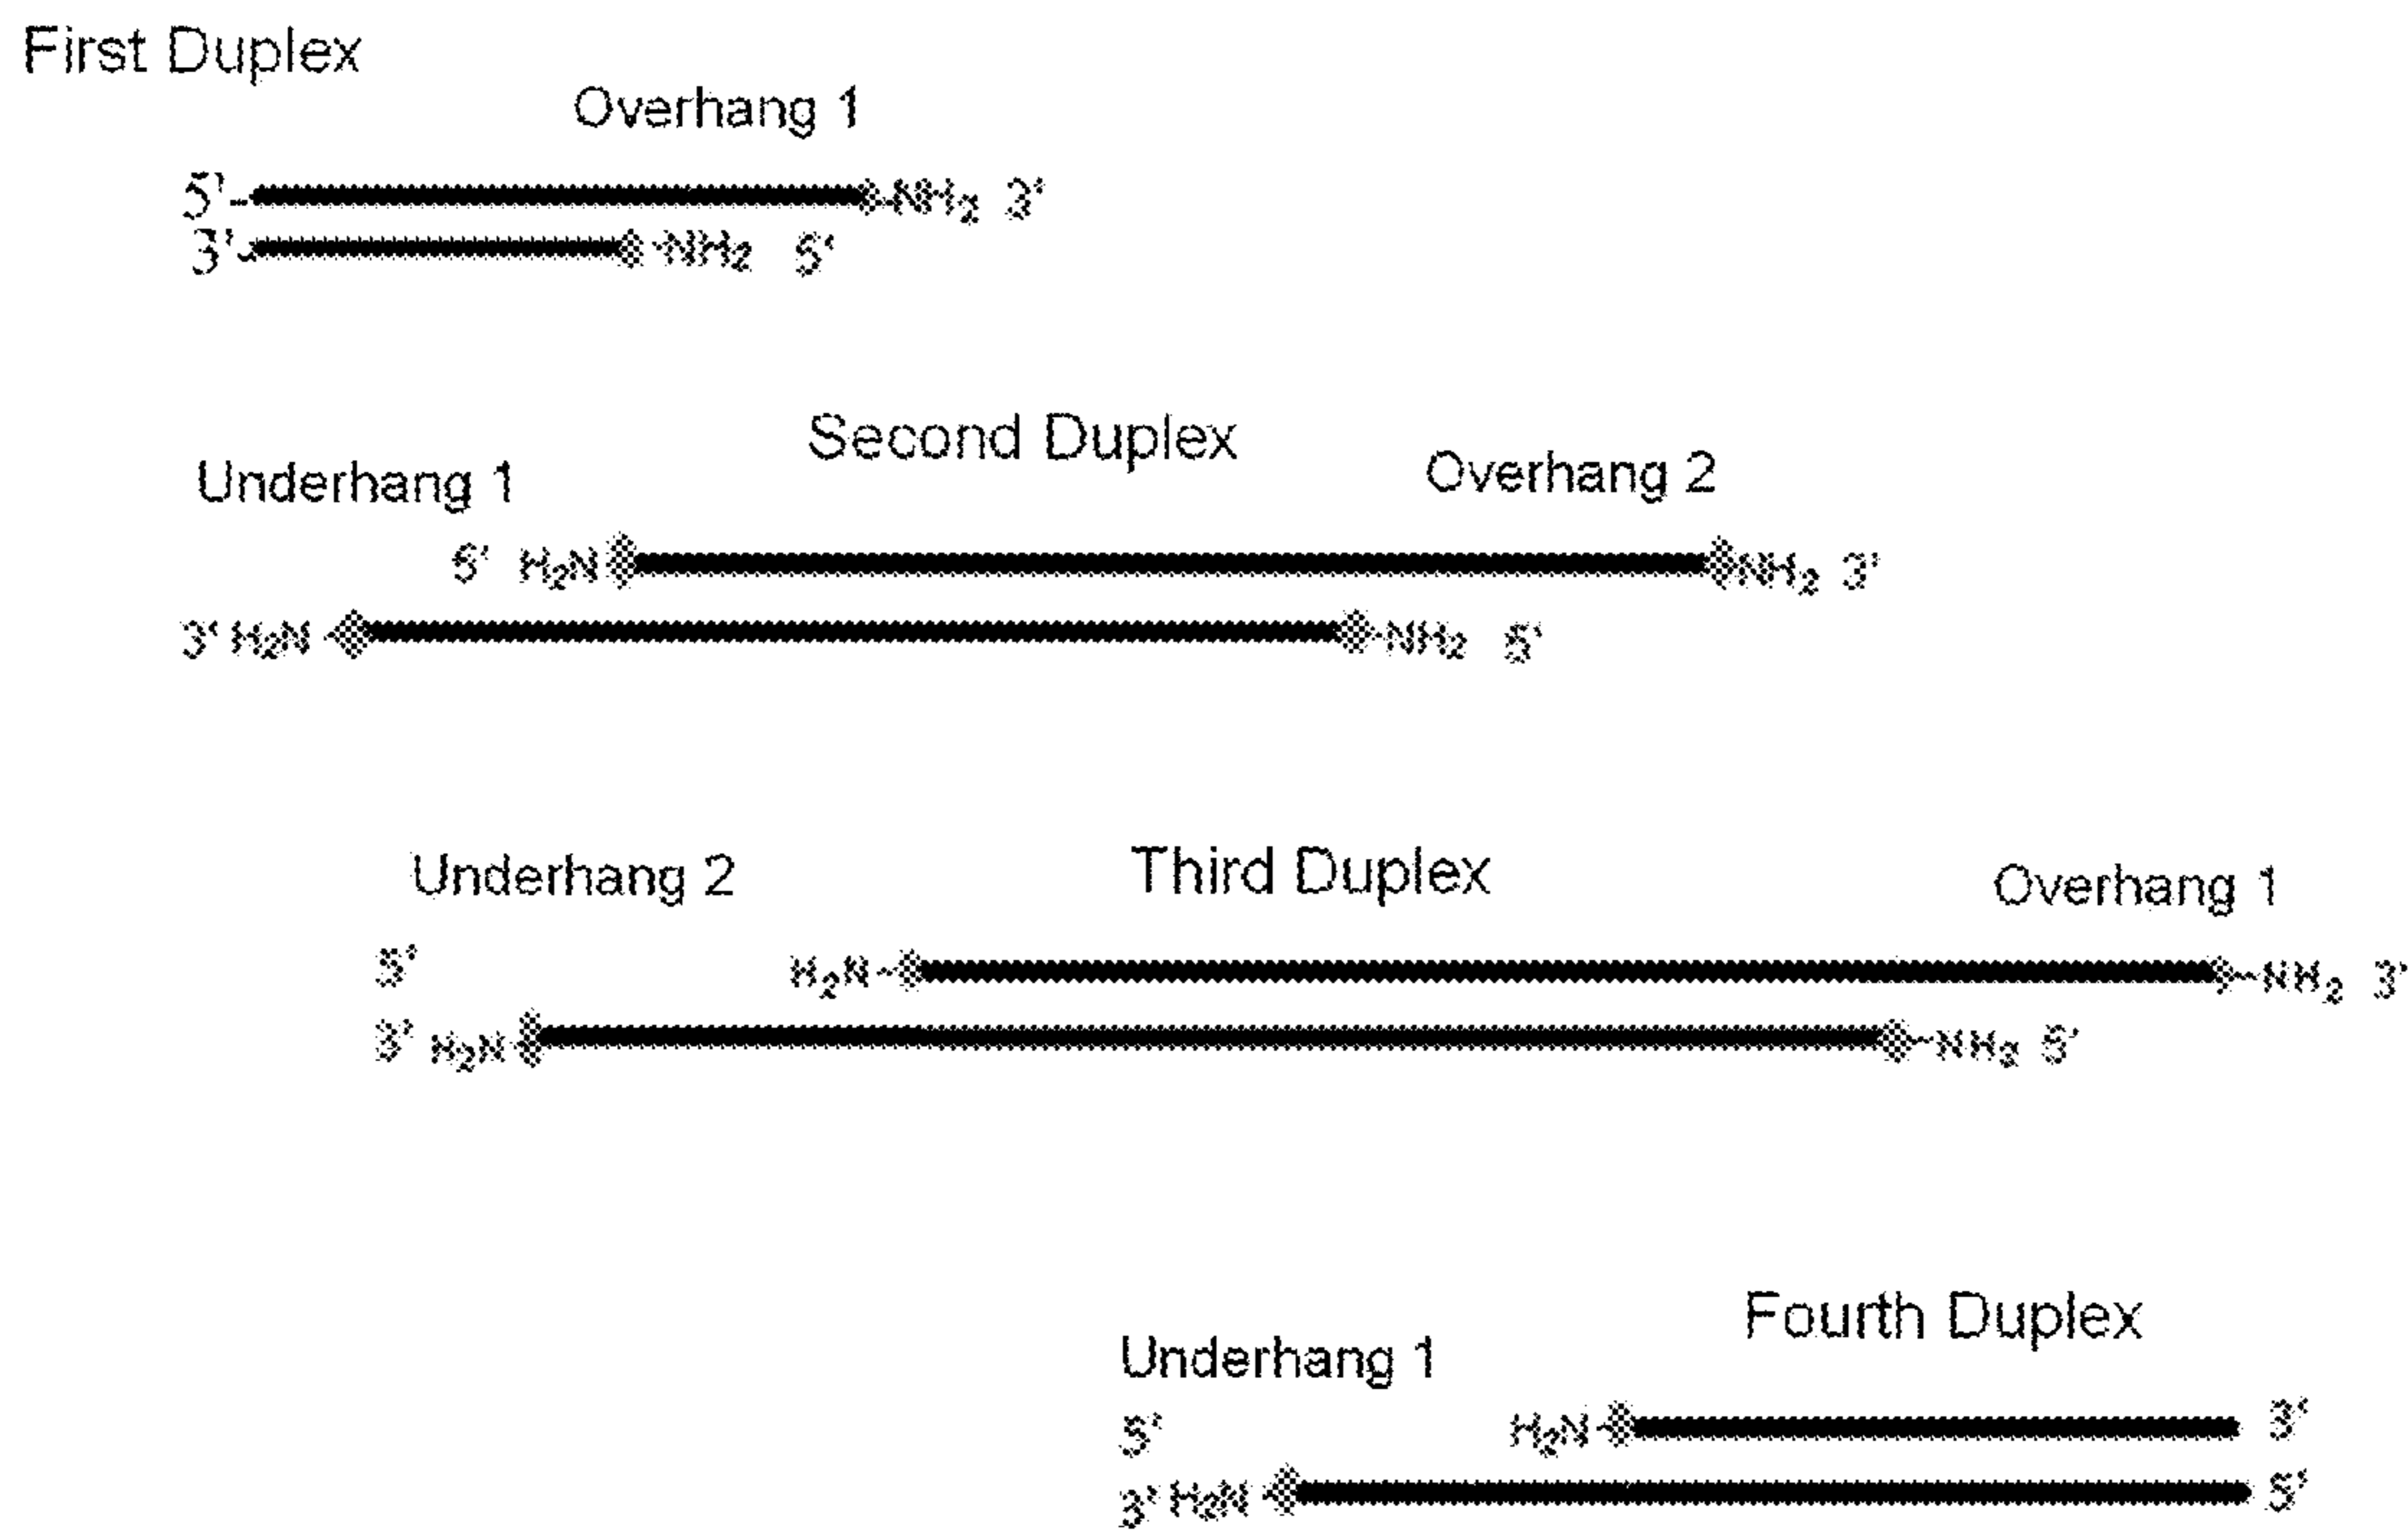 First Duplex
Overhang 1
5' NH₂ 3'
3' NH₂ 5'
Second Duplex
Underhang 1 Overhang 2
5' H₂N NH₂ 3'
3' H₂N NH₂ 5'
Underhang 2 Third Duplex Overhang 1
5' H₂N NH₂ 3'
3' H₂N NH₂ 5'
Fourth Duplex
Underhang 1
5' H₂N 3'
3' H₂N 5'